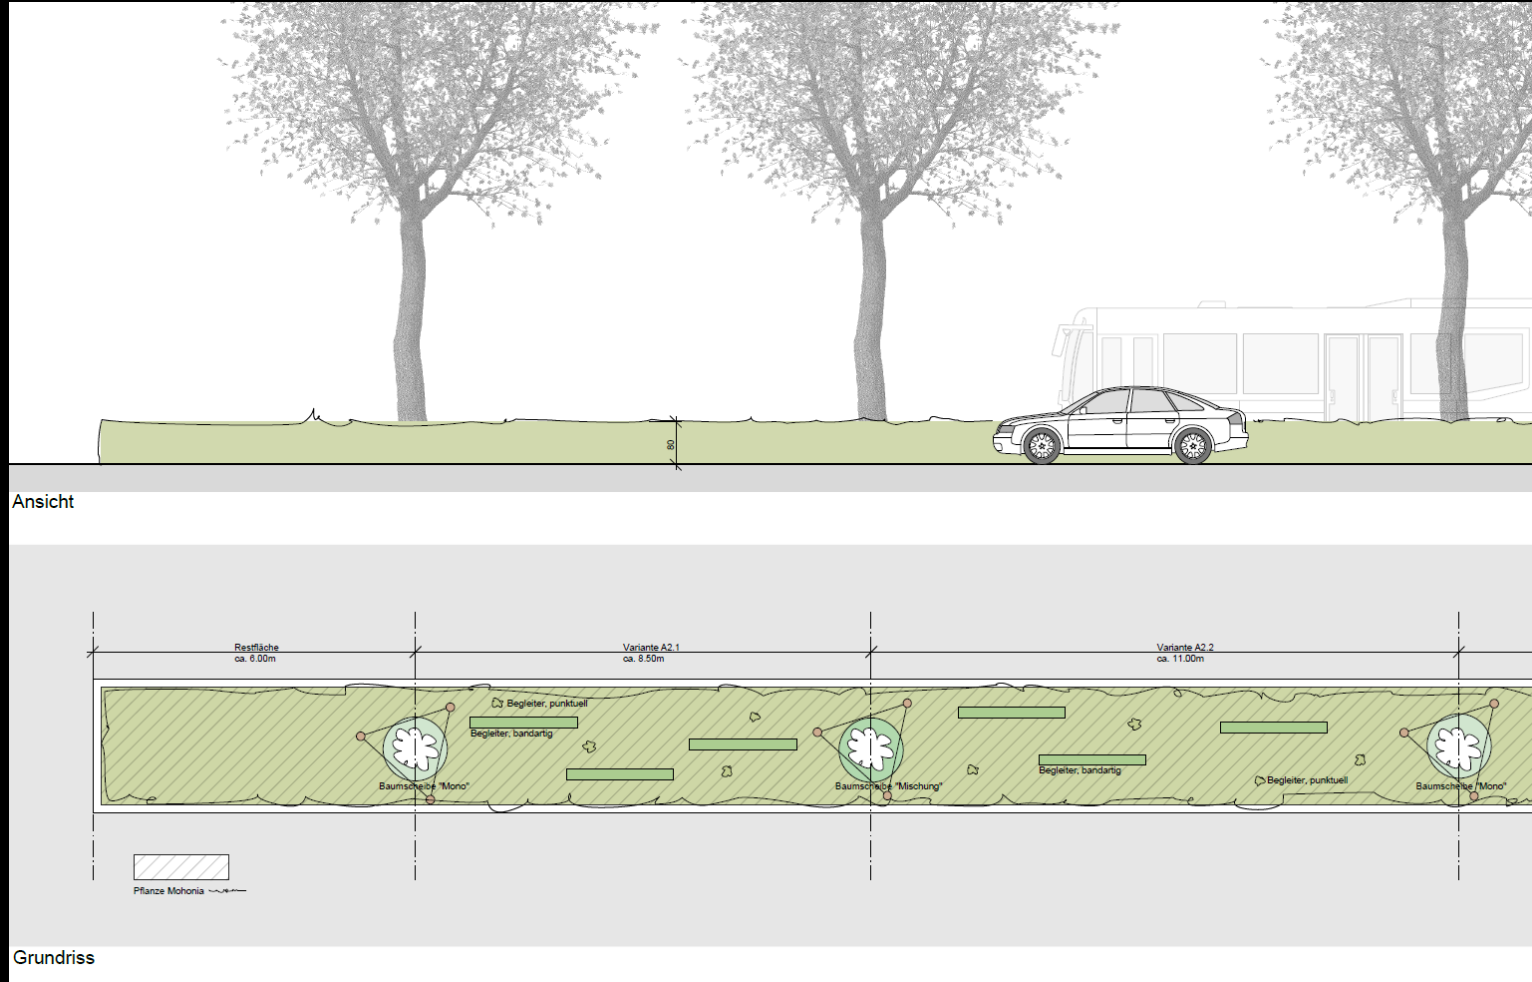 80
Ansicht
Restfläche
ca. 6.00m
Variante A2.1
ca. 8.50m
Variante A2.2
ca. 11.00m
Begleiter, punktuell
Begleiter, bandartig
Begleiter, bandartig
Begleiter, punktuell
Baumscheibe "Mono"
Baumscheibe "Mischung"
Baumscheibe "Mono"
Pflanze Mohonia
Grundriss